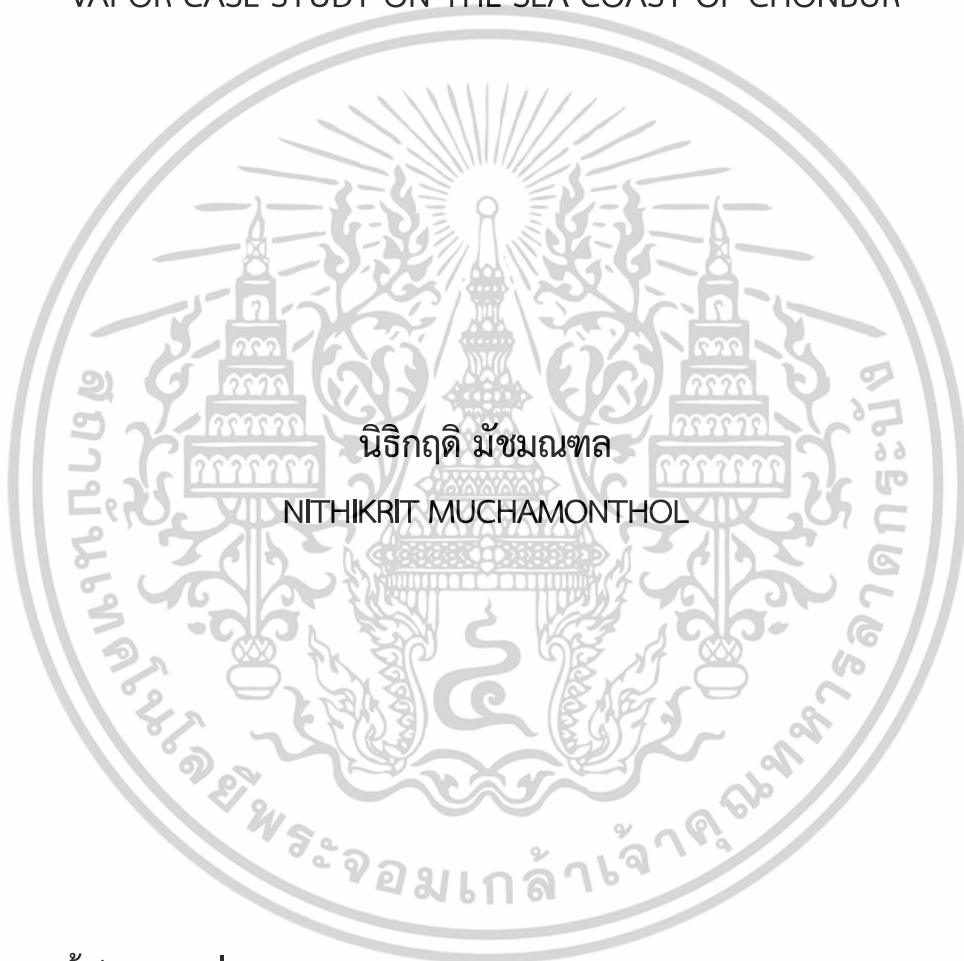 VAPOR CASE STUDY ON THE SEA COAST OF CHONBUR
นิธิกฤดิ มัชมณฑล
NITHIKRIT MUCHAMONTHOL
สถาบันเทคโนโลยีพระจอมเกล้าเจ้าคุณทหารลาดกระบัง
๔